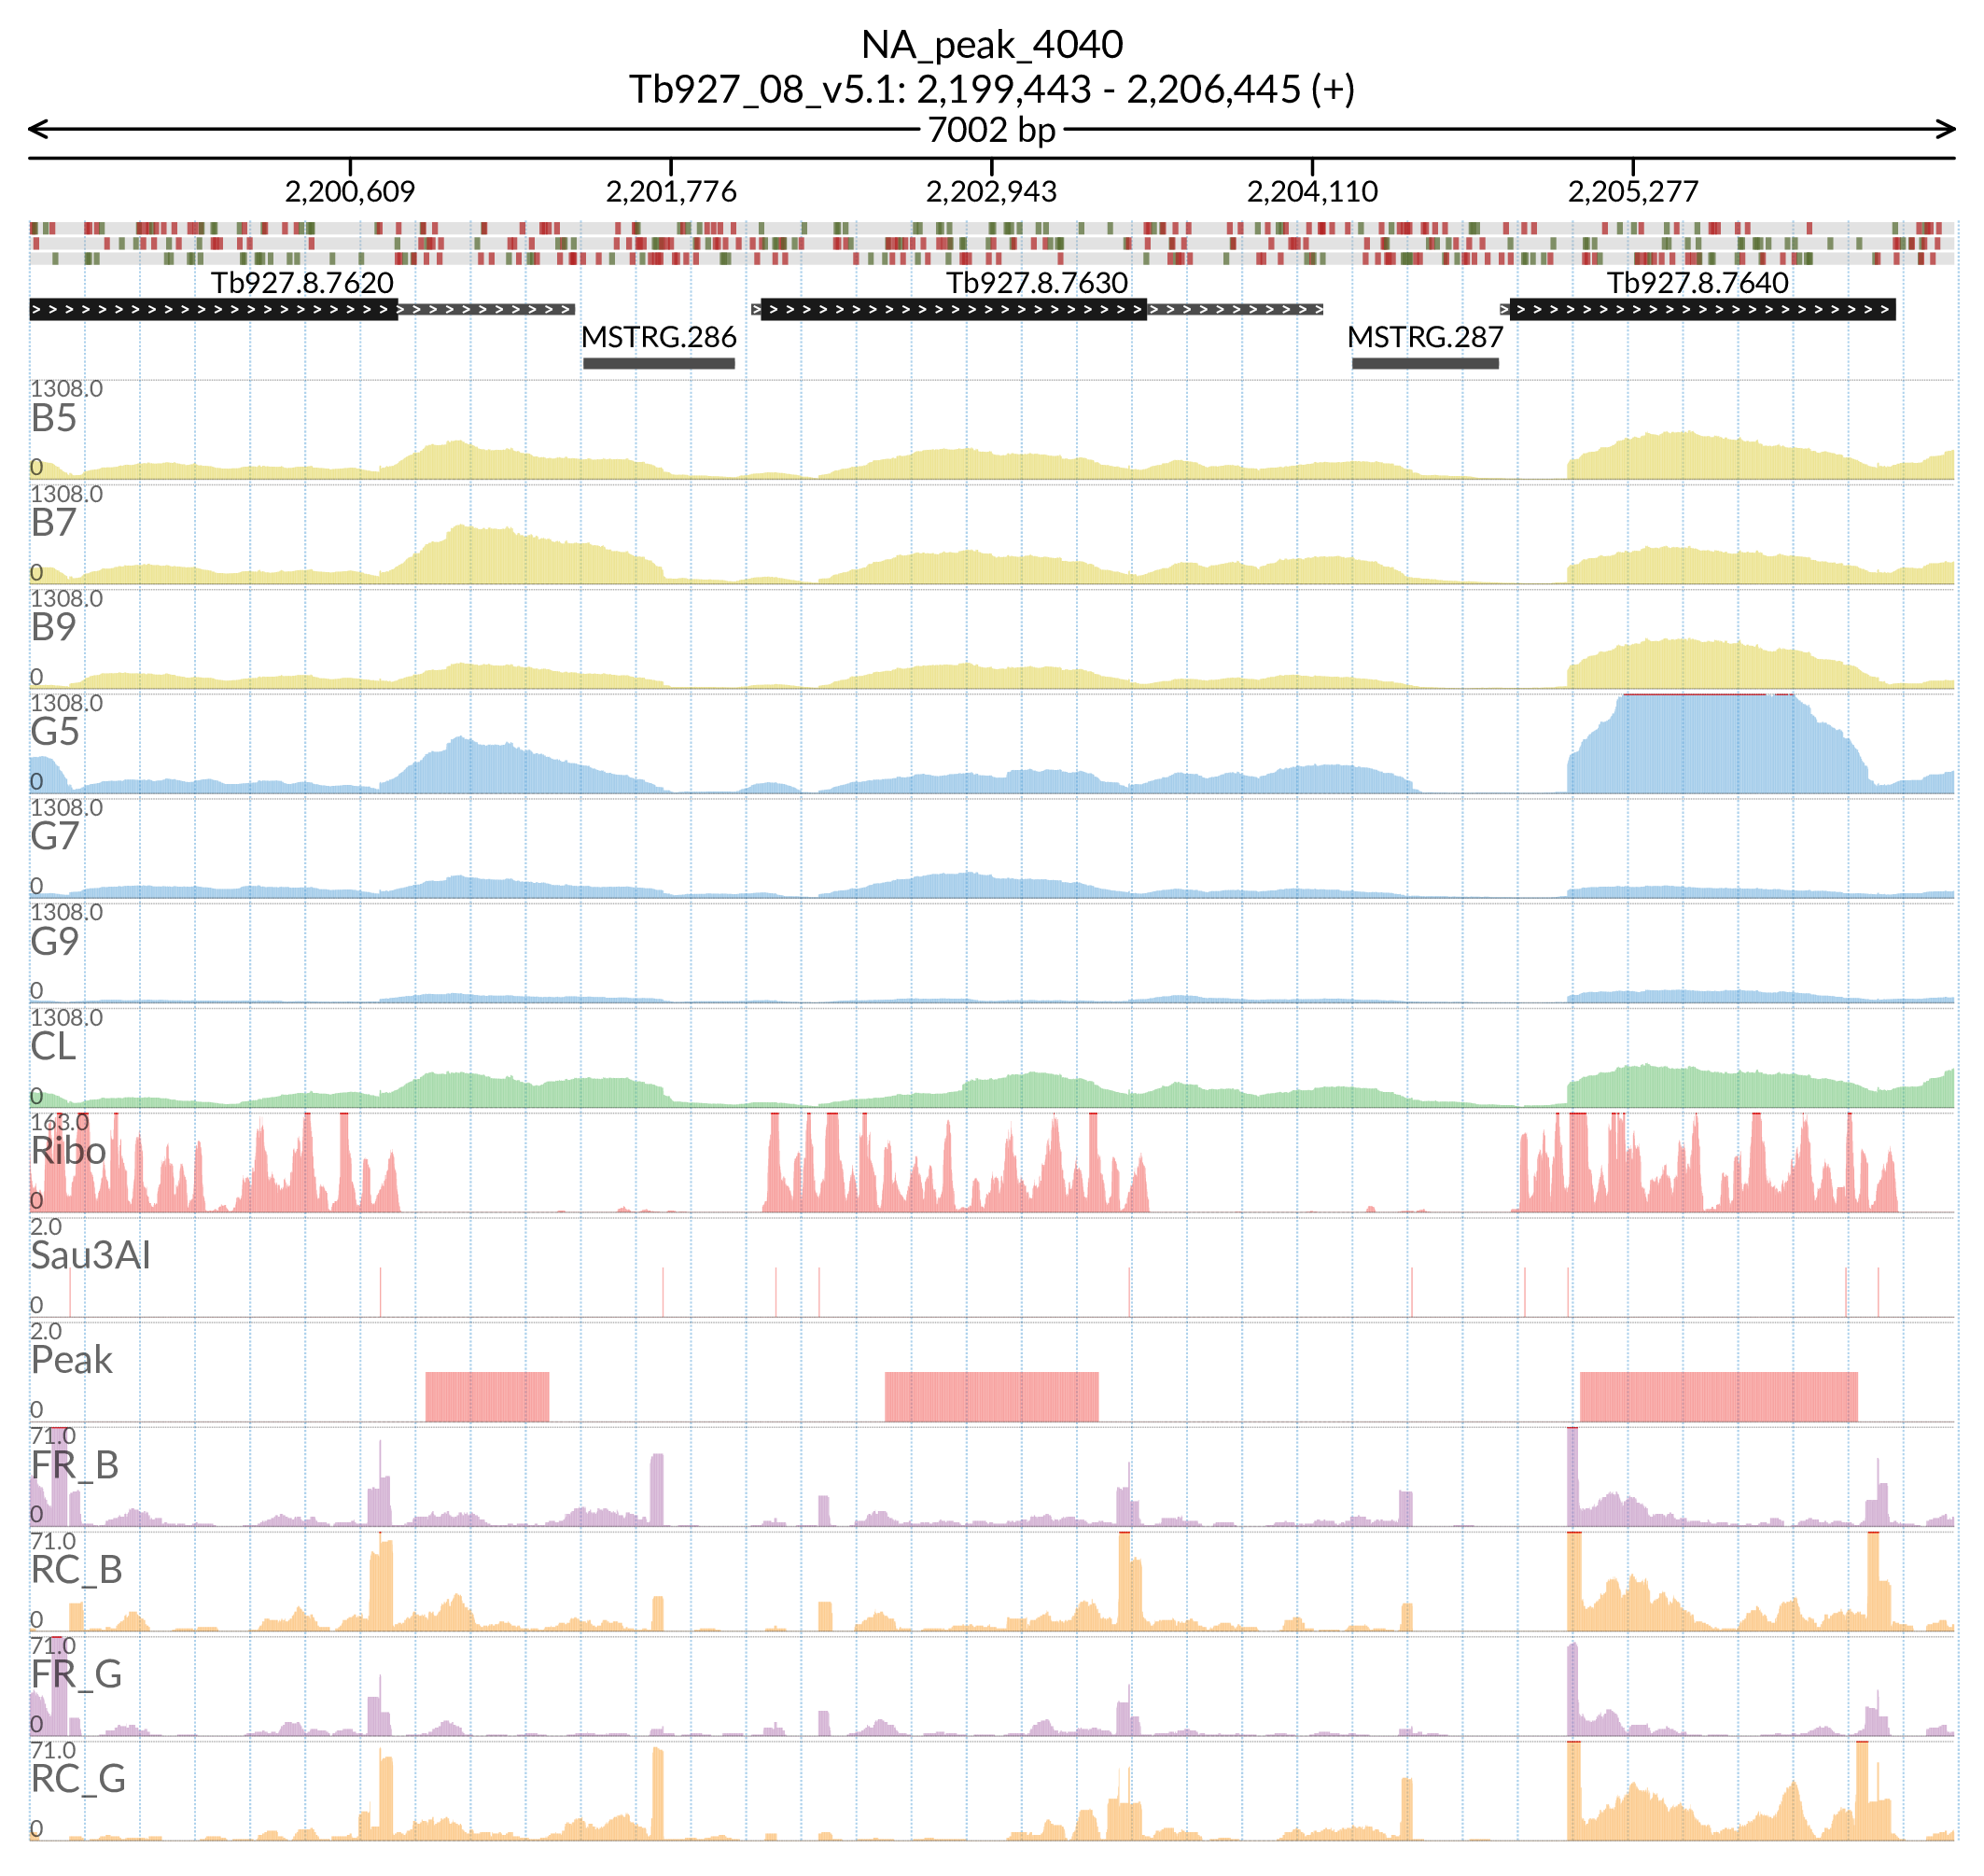 NA_peak_4040
Tb927_08_v5.1: 2,199,443 - 2,206,445 (+)
7002 bp
2,200,609 2,201,776 2,202,943 2,204,110 2,205,277
Tb927.8.7620 Tb927.8.7630 Tb927.8.7640
MSTRG.286 MSTRG.287
1308.0
B5
0
1308.0
B7
0
1308.0
B9
0
1308.0
G5
0
1308.0
G7
0
1308.0
G9
0
1308.0
CL
0
163.0
Ribo
0
2.0
Sau3AI
0
2.0
Peak
0
71.0
FR_B
0
71.0
RC_B
0
71.0
FR_G
0
71.0
RC_G
0